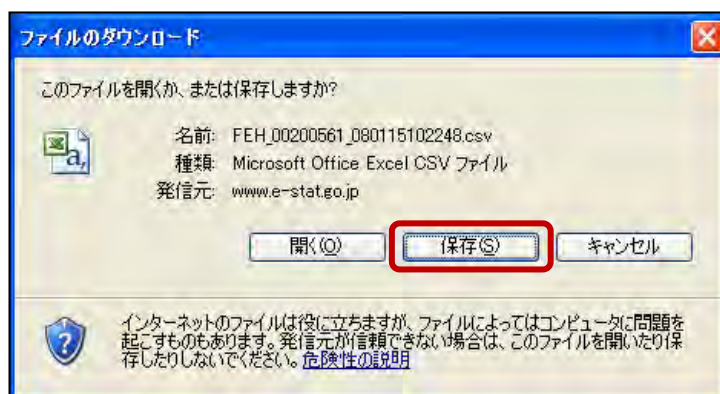 ファイルのダウンロード
このファイルを開くか、または保存しますか?
名前: FEH_00200561_080115102248.csv
種類: Microsoft Office Excel CSV ファイル
発信元: www.e-stat.go.jp
開く(O) 保存(S) キャンセル
インターネットのファイルは役に立ちますが、ファイルによってはコンピュータに問題を
起こすものもあります。発信元が信頼できない場合は、このファイルを開いたり保
存したりしないでください。危険性の説明